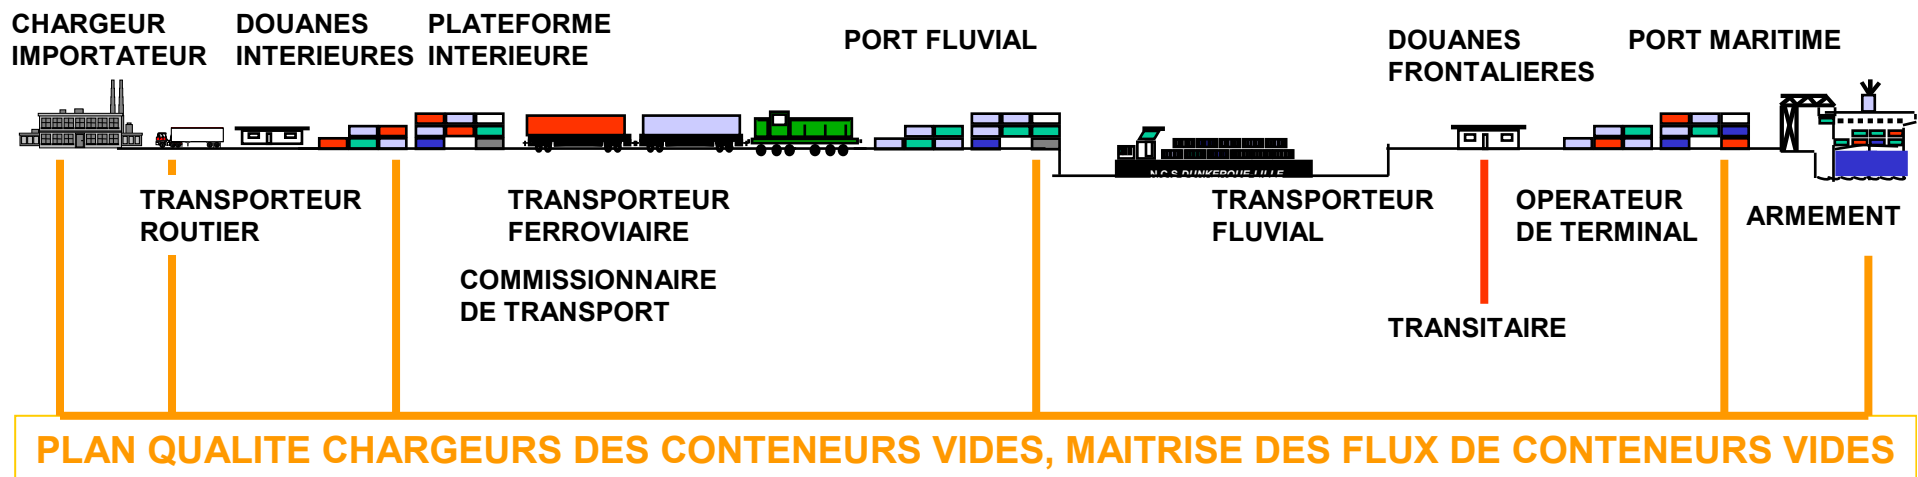 CHARGEUR
IMPORTATEUR
DOUANES
INTERIEURES
PLATEFORME
INTERIEURE
PORT FLUVIAL
DOUANES
FRONTALIERES
PORT MARITIME
N.C.S DUNKERQUE-LILLE
TRANSPORTEUR
ROUTIER
TRANSPORTEUR
FERROVIAIRE
TRANSPORTEUR
FLUVIAL
OPERATEUR
DE TERMINAL
ARMEMENT
COMMISSIONNAIRE
DE TRANSPORT
TRANSITAIRE
PLAN QUALITE CHARGEURS DES CONTENEURS VIDES, MAITRISE DES FLUX DE CONTENEURS VIDES